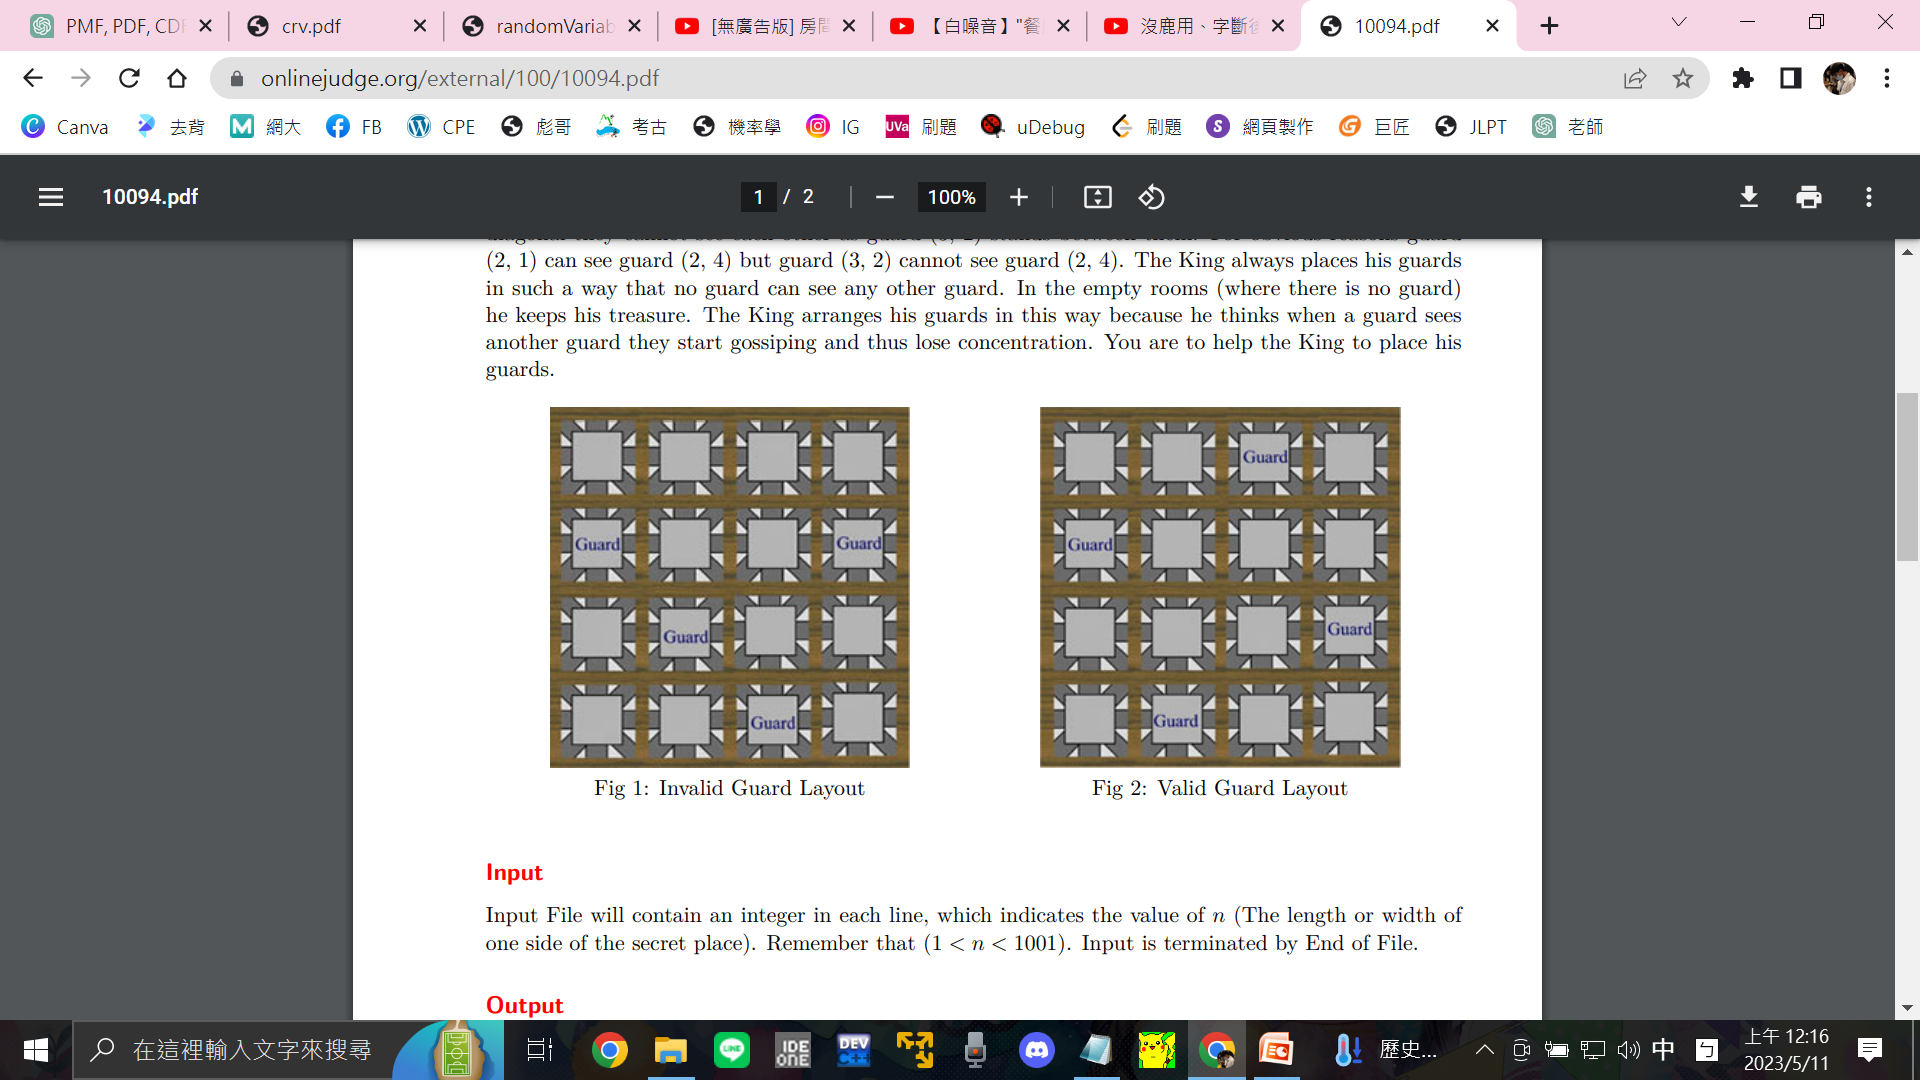 PMF, PDF, CDF
crv.pdf
randomVariab
[無廣告版] 房間
【白噪音】"餐
沒鹿用、字斷後
10094.pdf
onlinejudge.org/external/100/10094.pdf
Canva
去背
網大
FB
CPE
彪哥
考古
機率學
IG
UVa 刷題
uDebug
刷題
網頁製作
巨匠
JLPT
老師
10094.pdf
1 / 2
100%
(2, 1) can see guard (2, 4) but guard (3, 2) cannot see guard (2, 4). The King always places his guards
in such a way that no guard can see any other guard. In the empty rooms (where there is no guard)
he keeps his treasure. The King arranges his guards in this way because he thinks when a guard sees
another guard they start gossiping and thus lose concentration. You are to help the King to place his
guards.
Guard
Guard
Guard
Guard
Guard
Guard
Guard
Guard
Fig 1: Invalid Guard Layout
Fig 2: Valid Guard Layout
Input
Input File will contain an integer in each line, which indicates the value of n (The length or width of
one side of the secret place). Remember that (1 < n < 1001). Input is terminated by End of File.
Output
在這裡輸入文字來搜尋
LINE
IDE
ONE
DEV
C++
歷史...
中
ㄅ
上午 12:16
2023/5/11